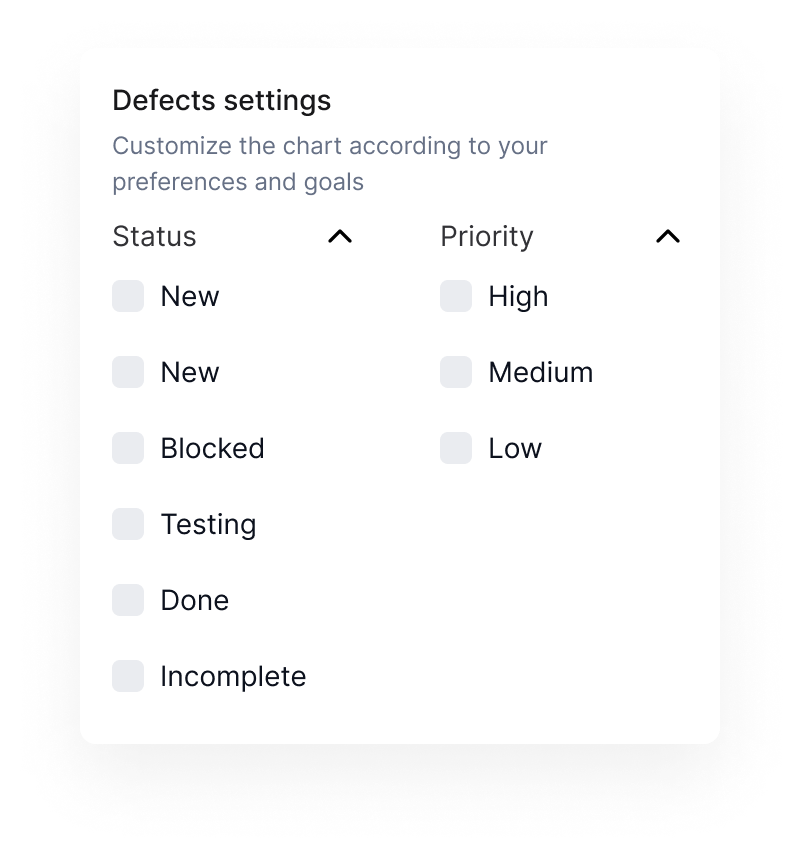 Defects settings
Customize the chart according to your
preferences and goals
Status
New
New
Blocked
Testing
Done
Incomplete
Priority
High
Medium
Low